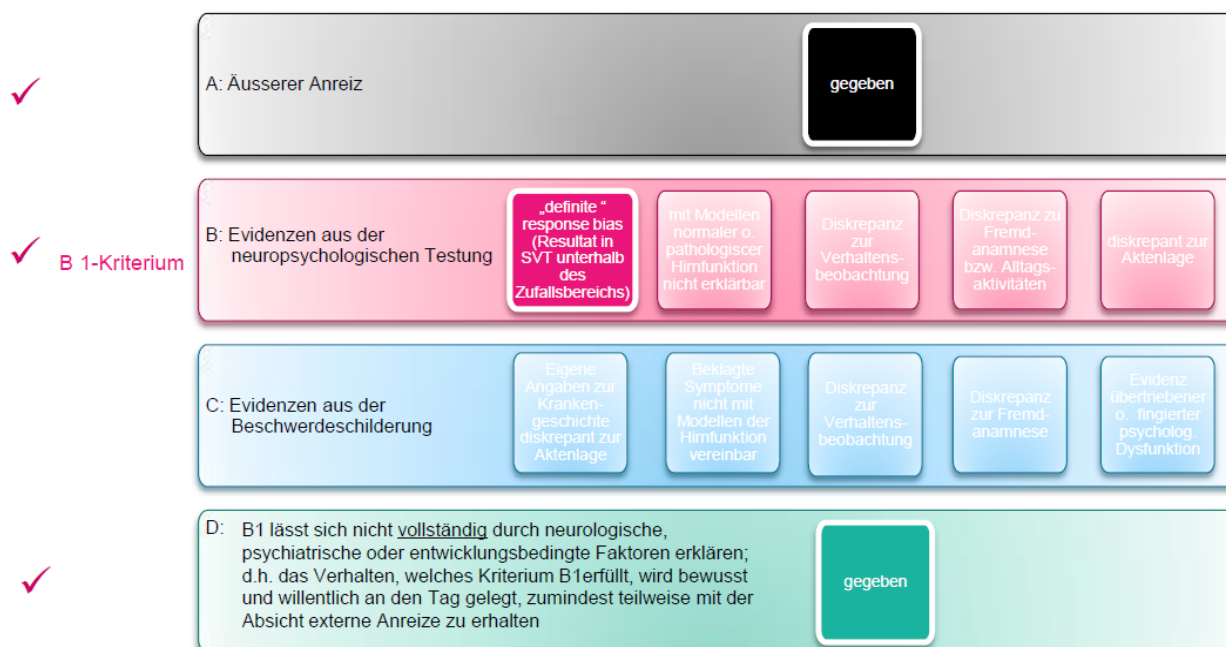 A: Äusserer Anreiz
gegeben
B 1-Kriterium
B: Evidenzen aus der
neuropsychologischen Testung
„definite “
response bias
(Resultat in
SVT unterhalb
des
Zufallsbereichs)
mit Modellen
normaler o.
pathologiscer
Hirnfunktion
nicht erklärbar
Diskrepanz
zur
Verhaltens-
beobachtung
Diskrepanz zu
Fremd-
anamnese
bzw. Alltags-
aktivitäten
diskrepant zur
Aktenlage
C: Evidenzen aus der
Beschwerdeschilderung
Eigene
Angaben zur
Kranken-
geschichte
diskrepant zur
Aktenlage
Beklagte
Symptome
nicht mit
Modellen der
Hirnfunktion
vereinbar
Diskrepanz
zur
Verhaltens-
beobachtung
Diskrepanz
zur Fremd-
anamnese
Evidenz
übertriebener
o. fingierter
psycholog.
Dysfunktion
D: B1 lässt sich nicht vollständig durch neurologische,
psychiatrische oder entwicklungsbedingte Faktoren erklären;
d.h. das Verhalten, welches Kriterium B1erfüllt, wird bewusst
und willentlich an den Tag gelegt, zumindest teilweise mit der
Absicht externe Anreize zu erhalten
gegeben